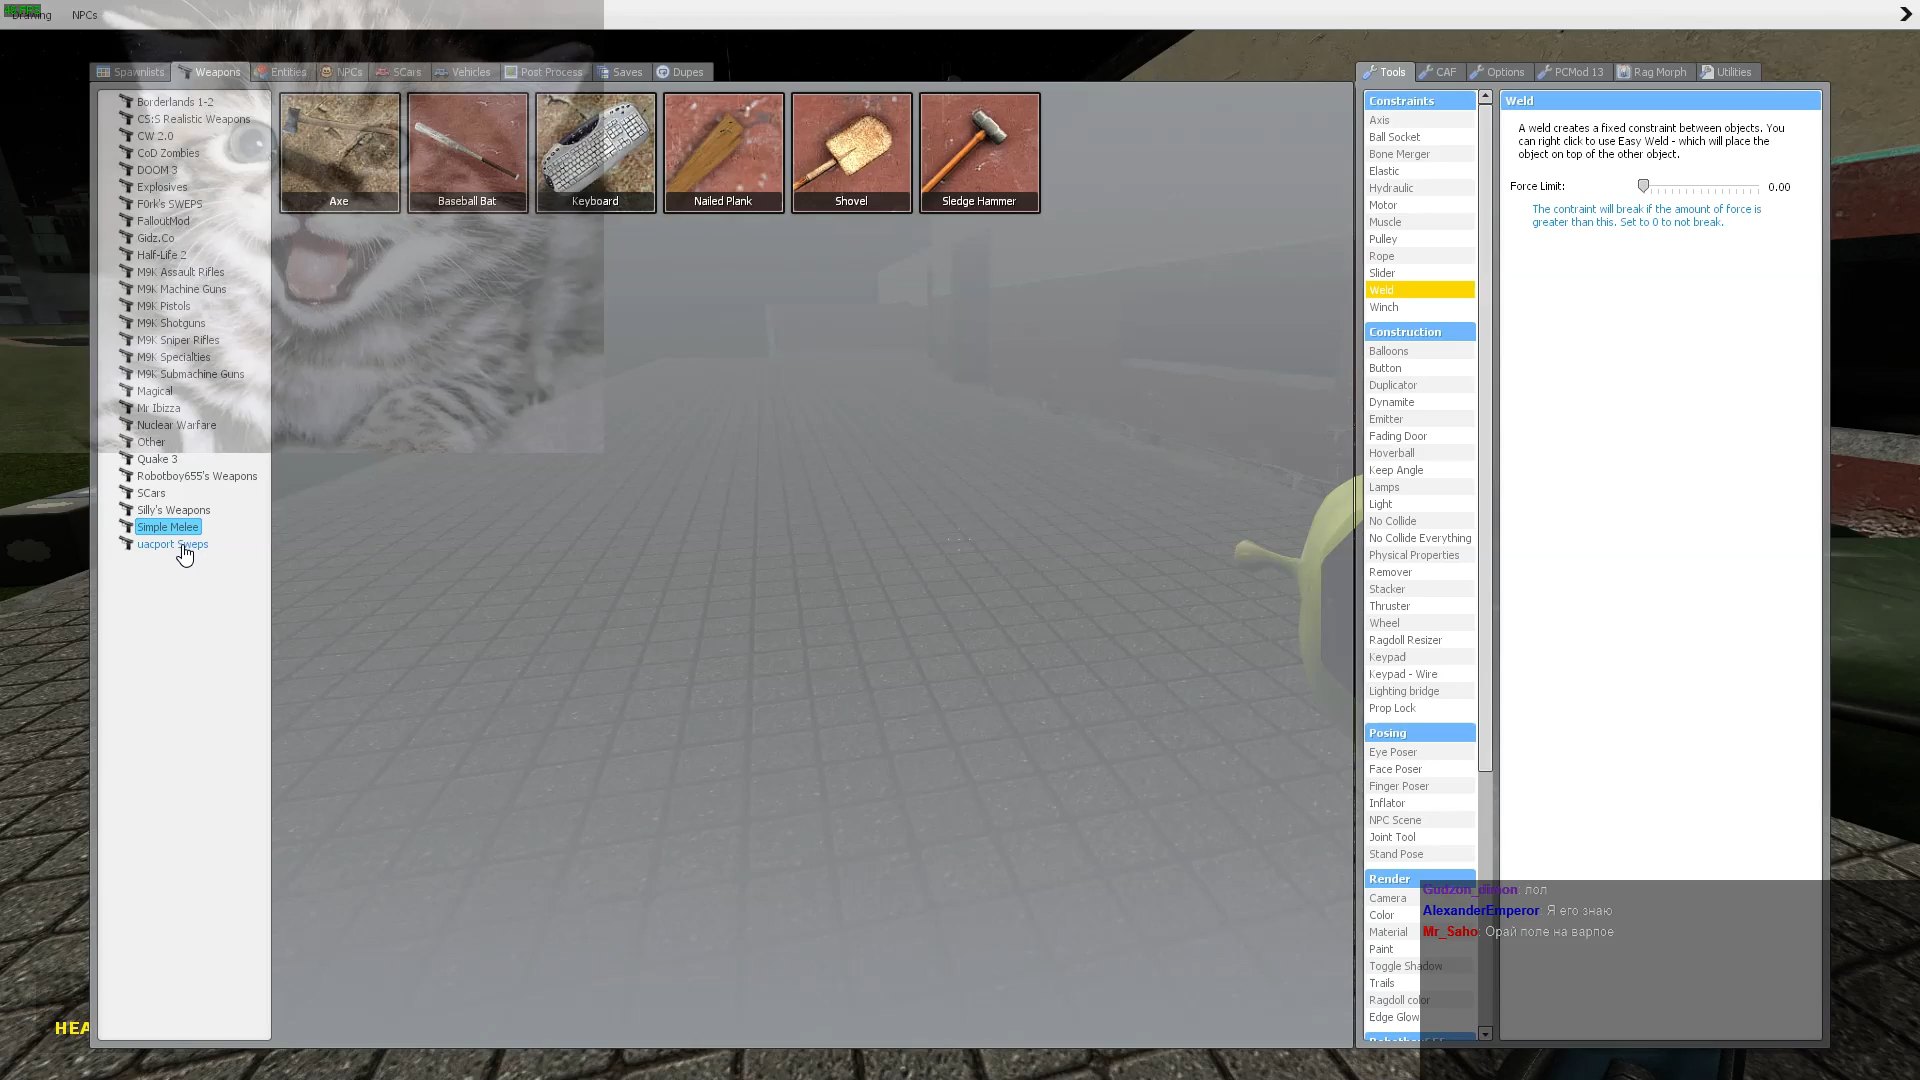 Drawing NPCs
Spawnlists Weapons Entities NPCs SCars Vehicles Post Process Saves Dupes
Tools CAF Options PCMod 13 Rag Morph Utilities
Borderlands 1-2
CS:S Realistic Weapons
CW 2.0
CoD Zombies
DOOM 3
Explosives
F0rk's SWEPS
FalloutMod
Gidz.Co
Half-Life 2
M9K Assault Rifles
M9K Machine Guns
M9K Pistols
M9K Shotguns
M9K Sniper Rifles
M9K Specialties
M9K Submachine Guns
Magical
Mr Ibizza
Nuclear Warfare
Other
Quake 3
Robotboy655's Weapons
SCars
Silly's Weapons
Simple Melee
uacport Sweps
Axe
Baseball Bat
Keyboard
Nailed Plank
Shovel
Sledge Hammer
Constraints
Axis
Ball Socket
Bone Merger
Elastic
Hydraulic
Motor
Muscle
Pulley
Rope
Slider
Weld
Winch
Construction
Balloons
Button
Duplicator
Dynamite
Emitter
Fading Door
Hoverball
Keep Angle
Lamps
Light
No Collide
No Collide Everything
Physical Properties
Remover
Stacker
Thruster
Wheel
Ragdoll Resizer
Keypad
Keypad - Wire
Lighting bridge
Prop Lock
Posing
Eye Poser
Face Poser
Finger Poser
Inflator
NPC Scene
Joint Tool
Stand Pose
Render
Camera
Color
Material
Paint
Toggle Shadow
Trails
Ragdoll color
Edge Glow
Weld
A weld creates a fixed constraint between objects. You
can right click to use Easy Weld - which will place the
object on top of the other object.
Force Limit: 0.00
The contraint will break if the amount of force is
greater than this. Set to 0 to not break.
Gudzon_dimon: лол
AlexanderEmperor: Я его знаю
Mr_Saho: Орай поле на варпое
HEA